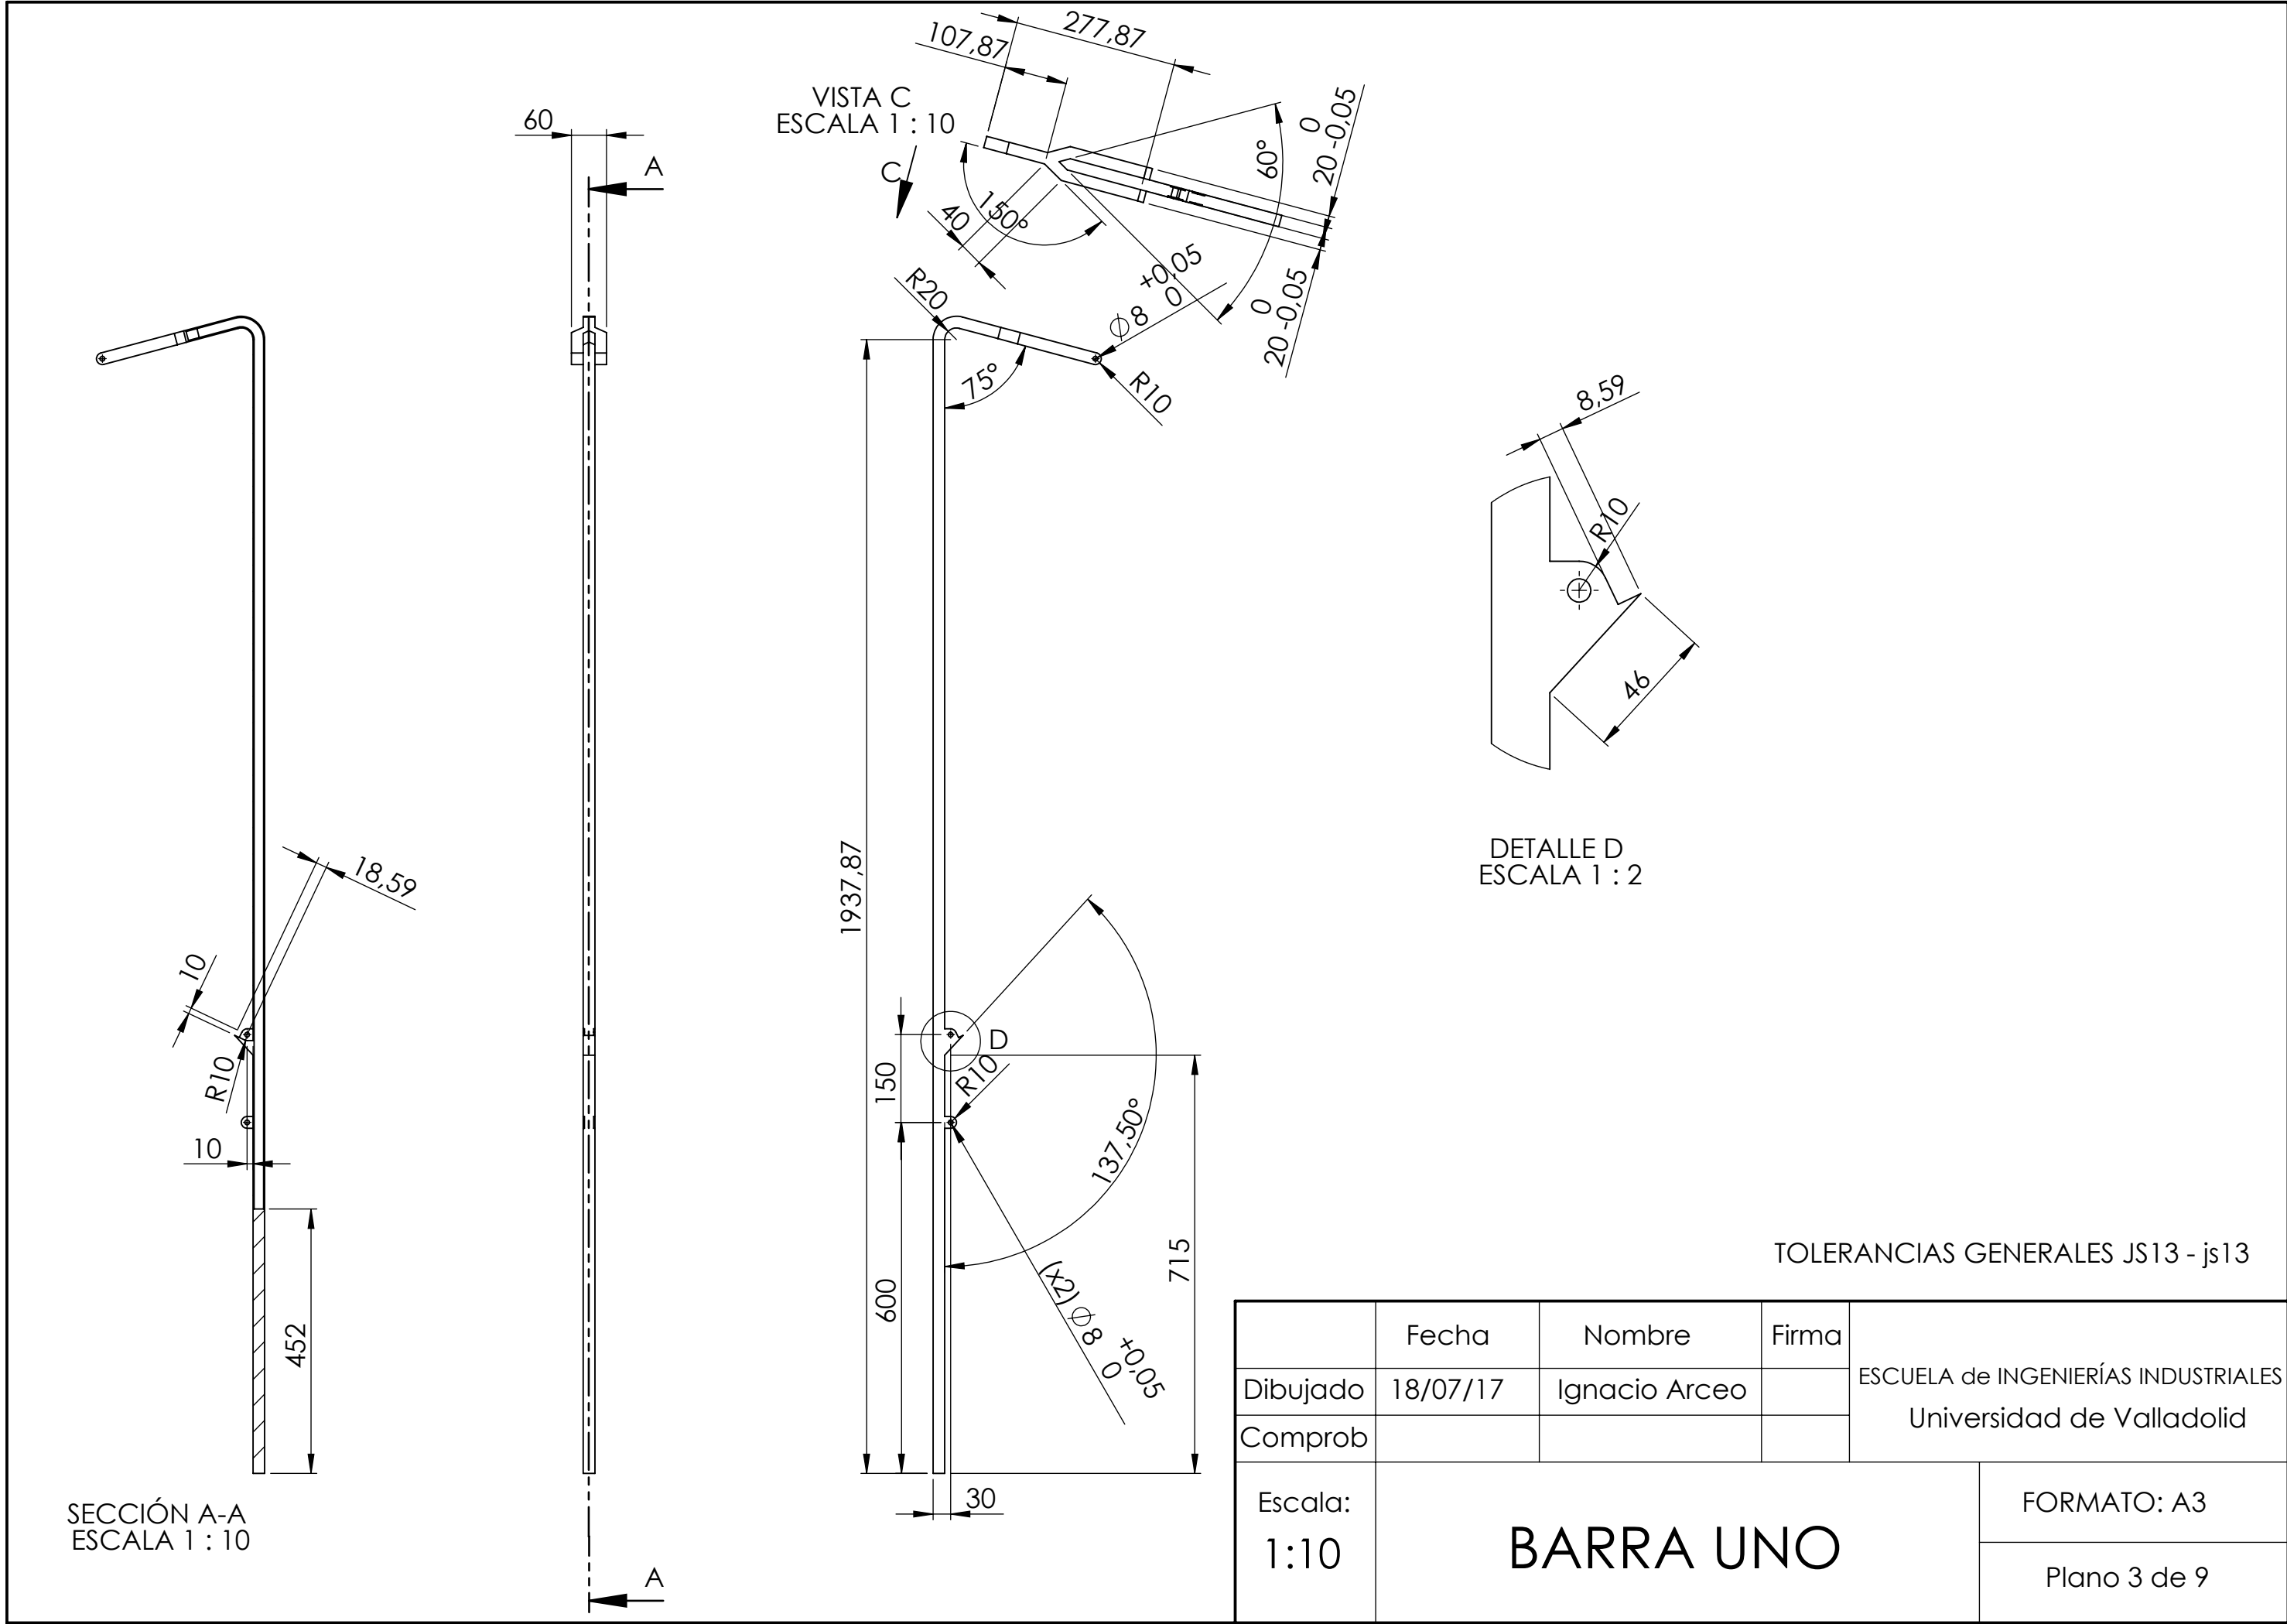 277,87
107,87
VISTA C
ESCALA 1 : 10
C
60
A
150°
40
60°
0
20 -0,05
0
20 -0,05
R20
+0,05
⌀8 0
R10
75°
8,59
R10
46
DETALLE D
ESCALA 1 : 2
1937,87
18,59
10
R10
10
452
D
150
R10
137,50°
715
600
+0,05
(x2) ⌀8 0
30
SECCIÓN A-A
ESCALA 1 : 10
A
TOLERANCIAS GENERALES JS13 - js13
Fecha Nombre Firma
Dibujado 18/07/17 Ignacio Arceo
Comprob
ESCUELA de INGENIERÍAS INDUSTRIALES
Universidad de Valladolid
Escala:
1:10
BARRA UNO
FORMATO: A3
Plano 3 de 9